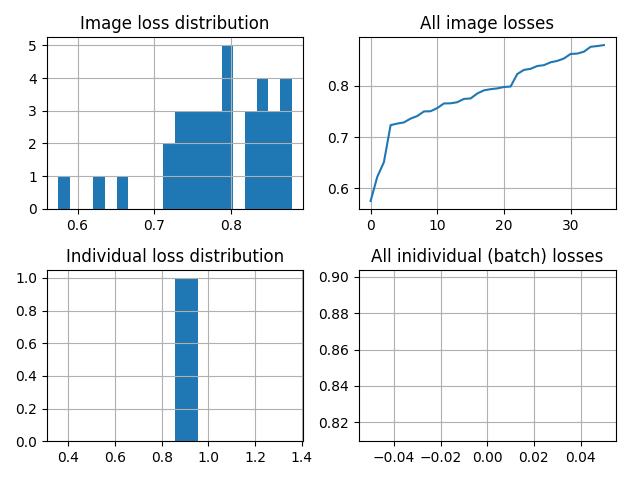 Image loss distribution
5
4
3
2
1
0
0.6 0.7 0.8
All image losses
0.8
0.7
0.6
0 10 20 30
Individual loss distribution
1.0
0.8
0.6
0.4
0.2
0.0
0.4 0.6 0.8 1.0 1.2 1.4
All inidividual (batch) losses
0.90
0.88
0.86
0.84
0.82
−0.04 −0.02 0.00 0.02 0.04